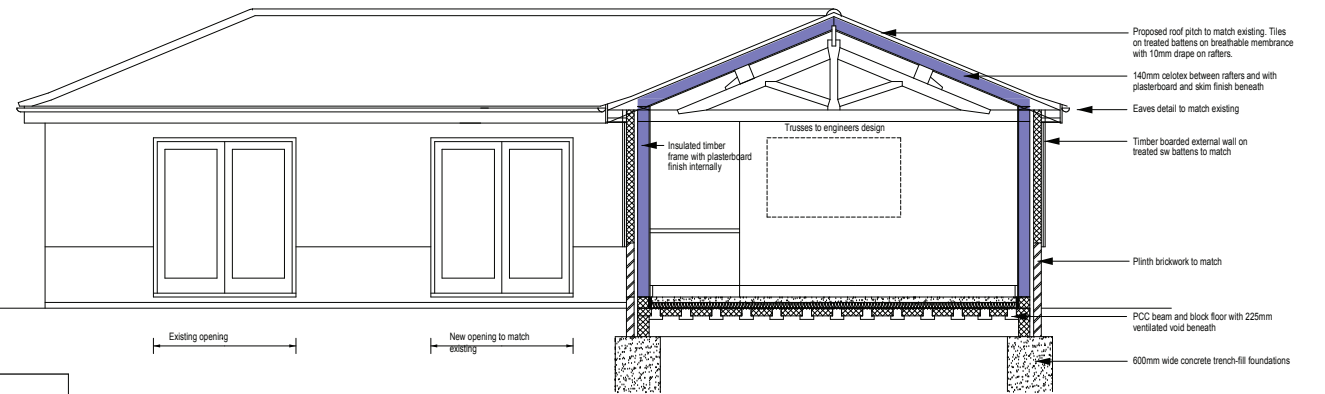 Proposed roof pitch to match existing. Tiles
on treated battens on breathable membrance
with 10mm drape on rafters.
140mm celotex between rafters and with
plasterboard and skim finish beneath
Eaves detail to match existing
Trusses to engineers design
Insulated timber
frame with plasterboard
finish internally
Timber boarded external wall on
treated sw battens to match
Plinth brickwork to match
PCC beam and block floor with 225mm
ventilated void beneath
Existing opening
New opening to match
existing
600mm wide concrete trench-fill foundations